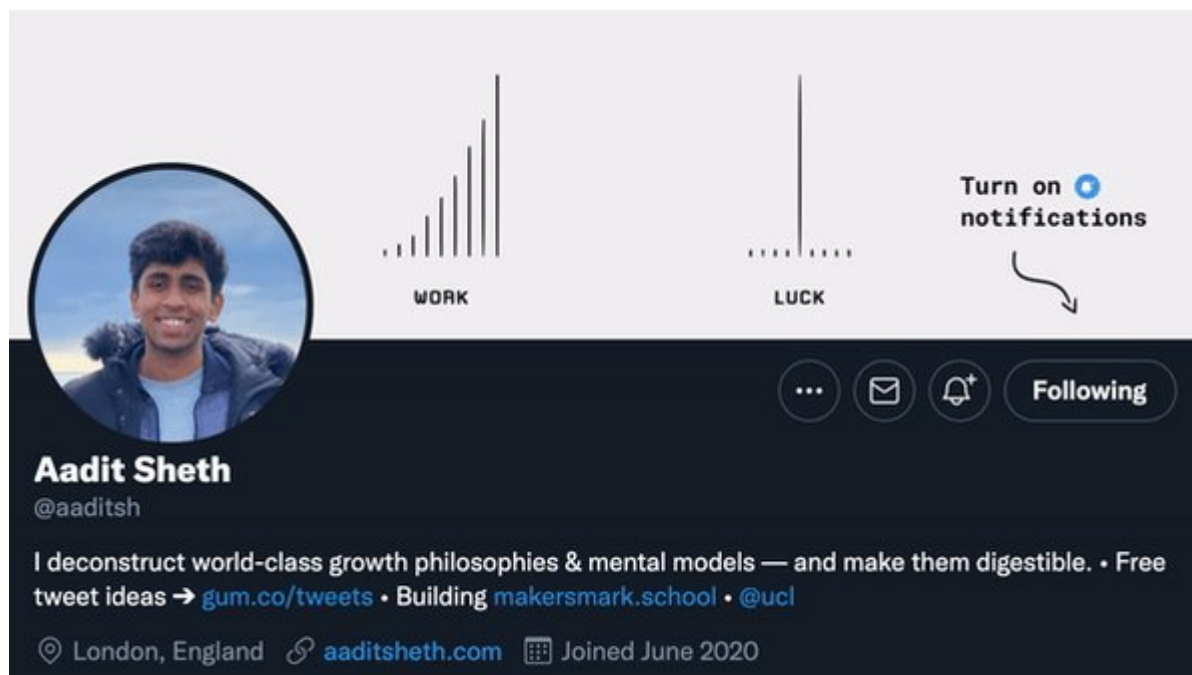 Turn on
notifications
WORK
LUCK
Following
Aadit Sheth
@aaditsh
I deconstruct world-class growth philosophies & mental models — and make them digestible. • Free
tweet ideas ➔ gum.co/tweets • Building makersmark.school • @ucl
London, England aaditsheth.com Joined June 2020